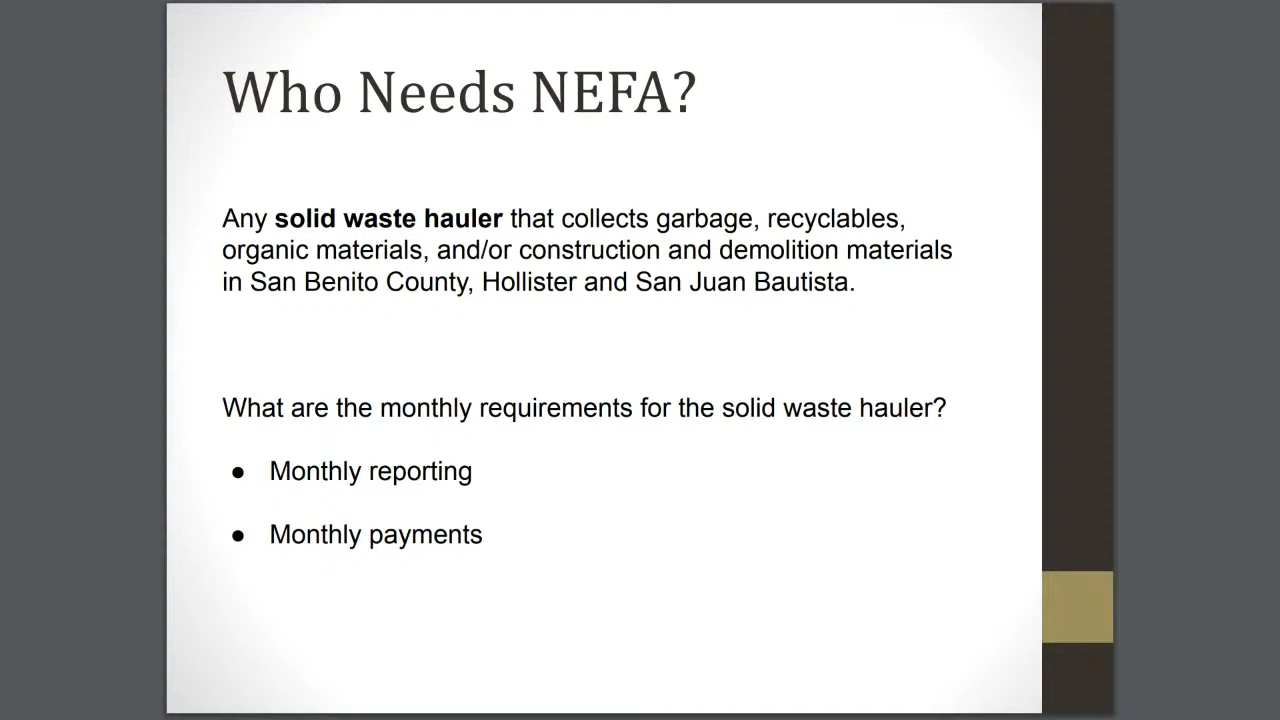 Who Needs NEFA?
Any solid waste hauler that collects garbage, recyclables,
organic materials, and/or construction and demolition materials
in San Benito County, Hollister and San Juan Bautista.
What are the monthly requirements for the solid waste hauler?
● Monthly reporting
● Monthly payments